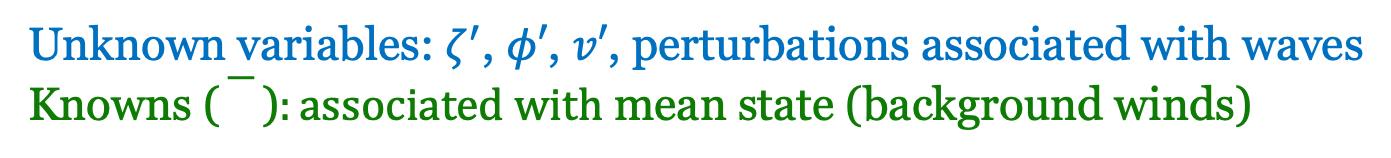 Unknown variables: ζ′, ϕ′, v′, perturbations associated with waves
Knowns ( ‾ ): associated with mean state (background winds)